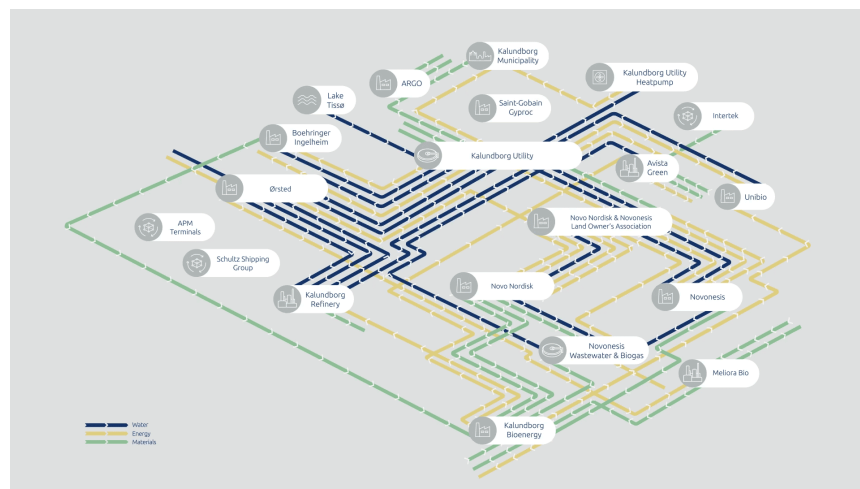 Kalundborg
Municipality
ARGO
Kalundborg Utility
Heatpump
Lake
Tissø
Saint-Gobain
Gyproc
Intertek
Boehringer
Ingelheim
Kalundborg Utility
Avista
Green
Ørsted
Unibio
APM
Terminals
Novo Nordisk & Novonesis
Land Owner's Association
Schultz Shipping
Group
Kalundborg
Refinery
Novo Nordisk
Novonesis
Novonesis
Wastewater & Biogas
Meliora Bio
Kalundborg
Bioenergy
Water
Energy
Materials